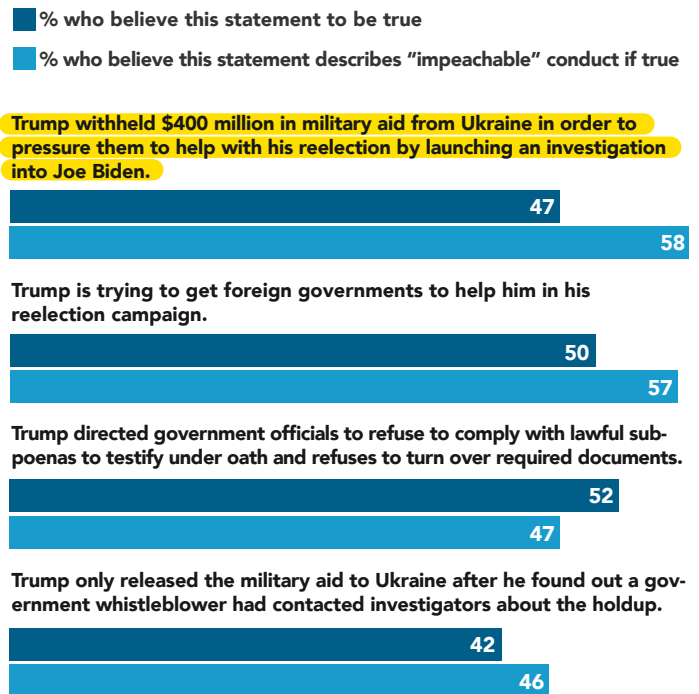 % who believe this statement to be true
% who believe this statement describes “impeachable” conduct if true
Trump withheld $400 million in military aid from Ukraine in order to
pressure them to help with his reelection by launching an investigation
into Joe Biden.
47
58
Trump is trying to get foreign governments to help him in his
reelection campaign.
50
57
Trump directed government officials to refuse to comply with lawful sub-
poenas to testify under oath and refuses to turn over required documents.
52
47
Trump only released the military aid to Ukraine after he found out a gov-
ernment whistleblower had contacted investigators about the holdup.
42
46